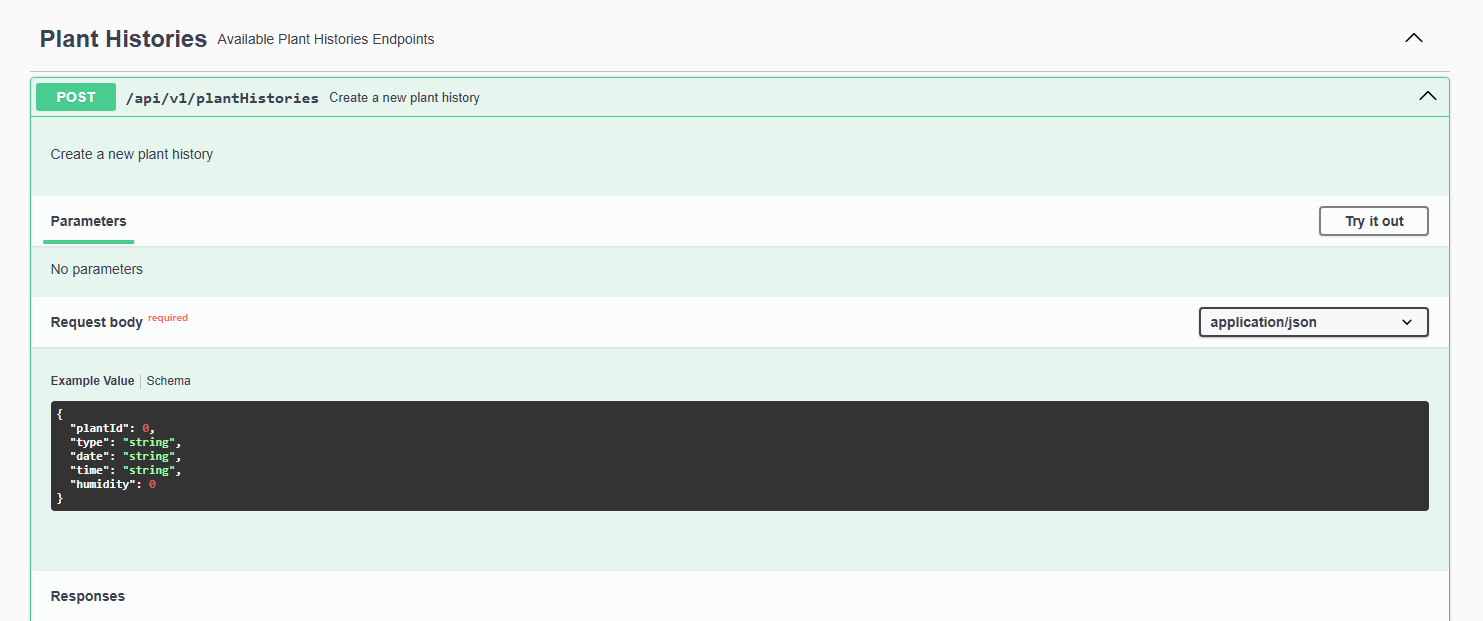 Plant Histories Available Plant Histories Endpoints
POST /api/v1/plantHistories Create a new plant history
Create a new plant history
Parameters Try it out
No parameters
Request body required application/json
Example Value Schema
{
  "plantId": 0,
  "type": "string",
  "date": "string",
  "time": "string",
  "humidity": 0
}
Responses